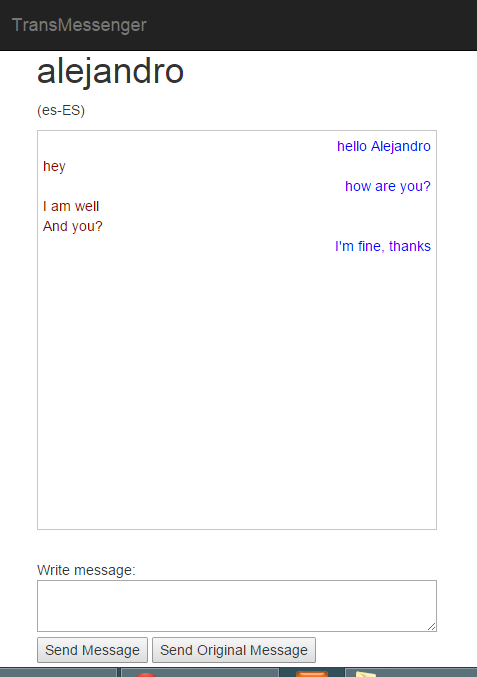 TransMessenger
alejandro
(es-ES)
hello Alejandro
hey
how are you?
I am well
And you?
I'm fine, thanks
Write message:
Send Message
Send Original Message